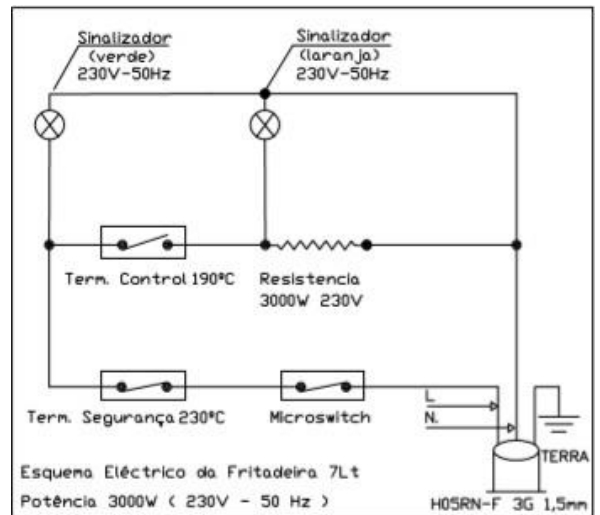 Sinalizador
(verde)
230V-50Hz
Sinalizador
(laranja)
230V-50Hz
Term. Control 190ºC
Resistencia
3000W 230V
Term. Segurança 230ºC
Microswitch
L
N.
TERRA
Esquema Eléctrico da Fritadeira 7Lt
Potência 3000W ( 230V - 50 Hz )
H05RN-F 3G 1,5mm